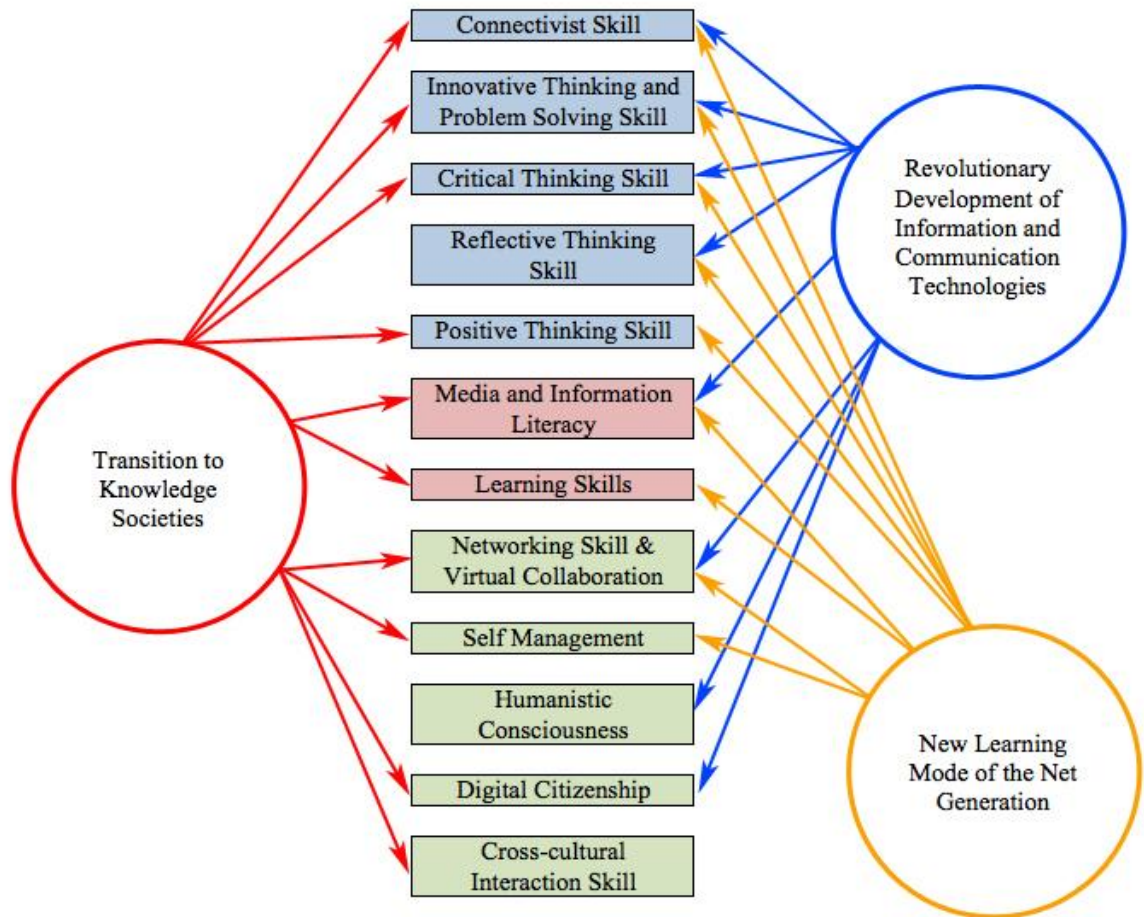 Connectivist Skill
Innovative Thinking and
Problem Solving Skill
Critical Thinking Skill
Reflective Thinking
Skill
Positive Thinking Skill
Media and Information
Literacy
Learning Skills
Networking Skill &
Virtual Collaboration
Self Management
Humanistic
Consciousness
Digital Citizenship
Cross-cultural
Interaction Skill
Transition to
Knowledge
Societies
Revolutionary
Development of
Information and
Communication
Technologies
New Learning
Mode of the Net
Generation